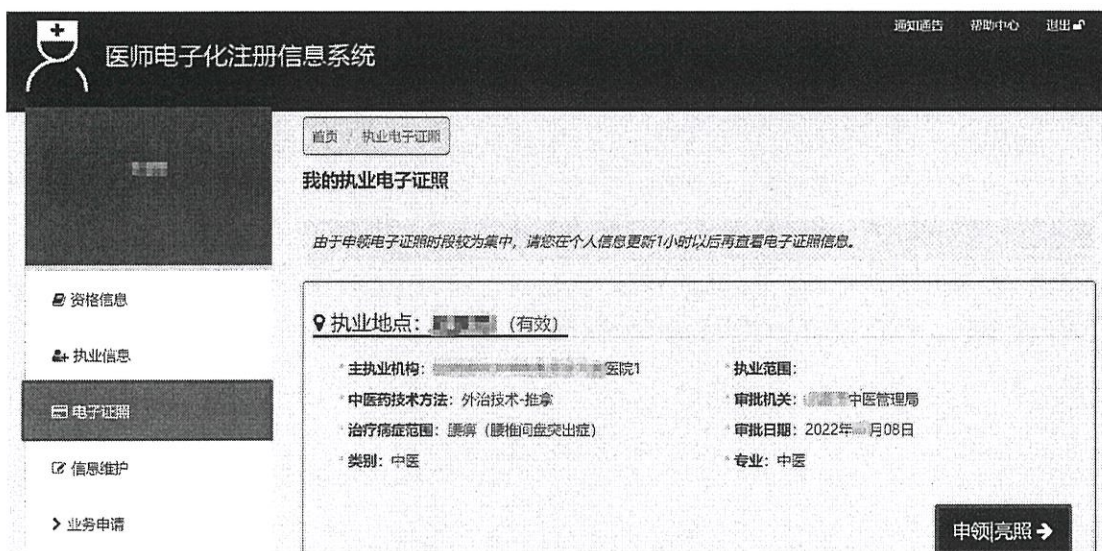 通知通告 帮助中心 退出
医师电子化注册信息系统
首页 / 执业电子证照
我的执业电子证照
由于申领电子证照时段较为集中，请您在个人信息更新1小时以后再查看电子证照信息。
资格信息
执业信息
电子证照
信息维护
业务申请
执业地点： （有效）
主执业机构： 医院1 执业范围：
中医药技术方法：外治技术-推拿 审批机关： 中医管理局
治疗病症范围：腰痹（腰椎间盘突出症） 审批日期：2022年 月08日
类别：中医 专业：中医
申领|亮照